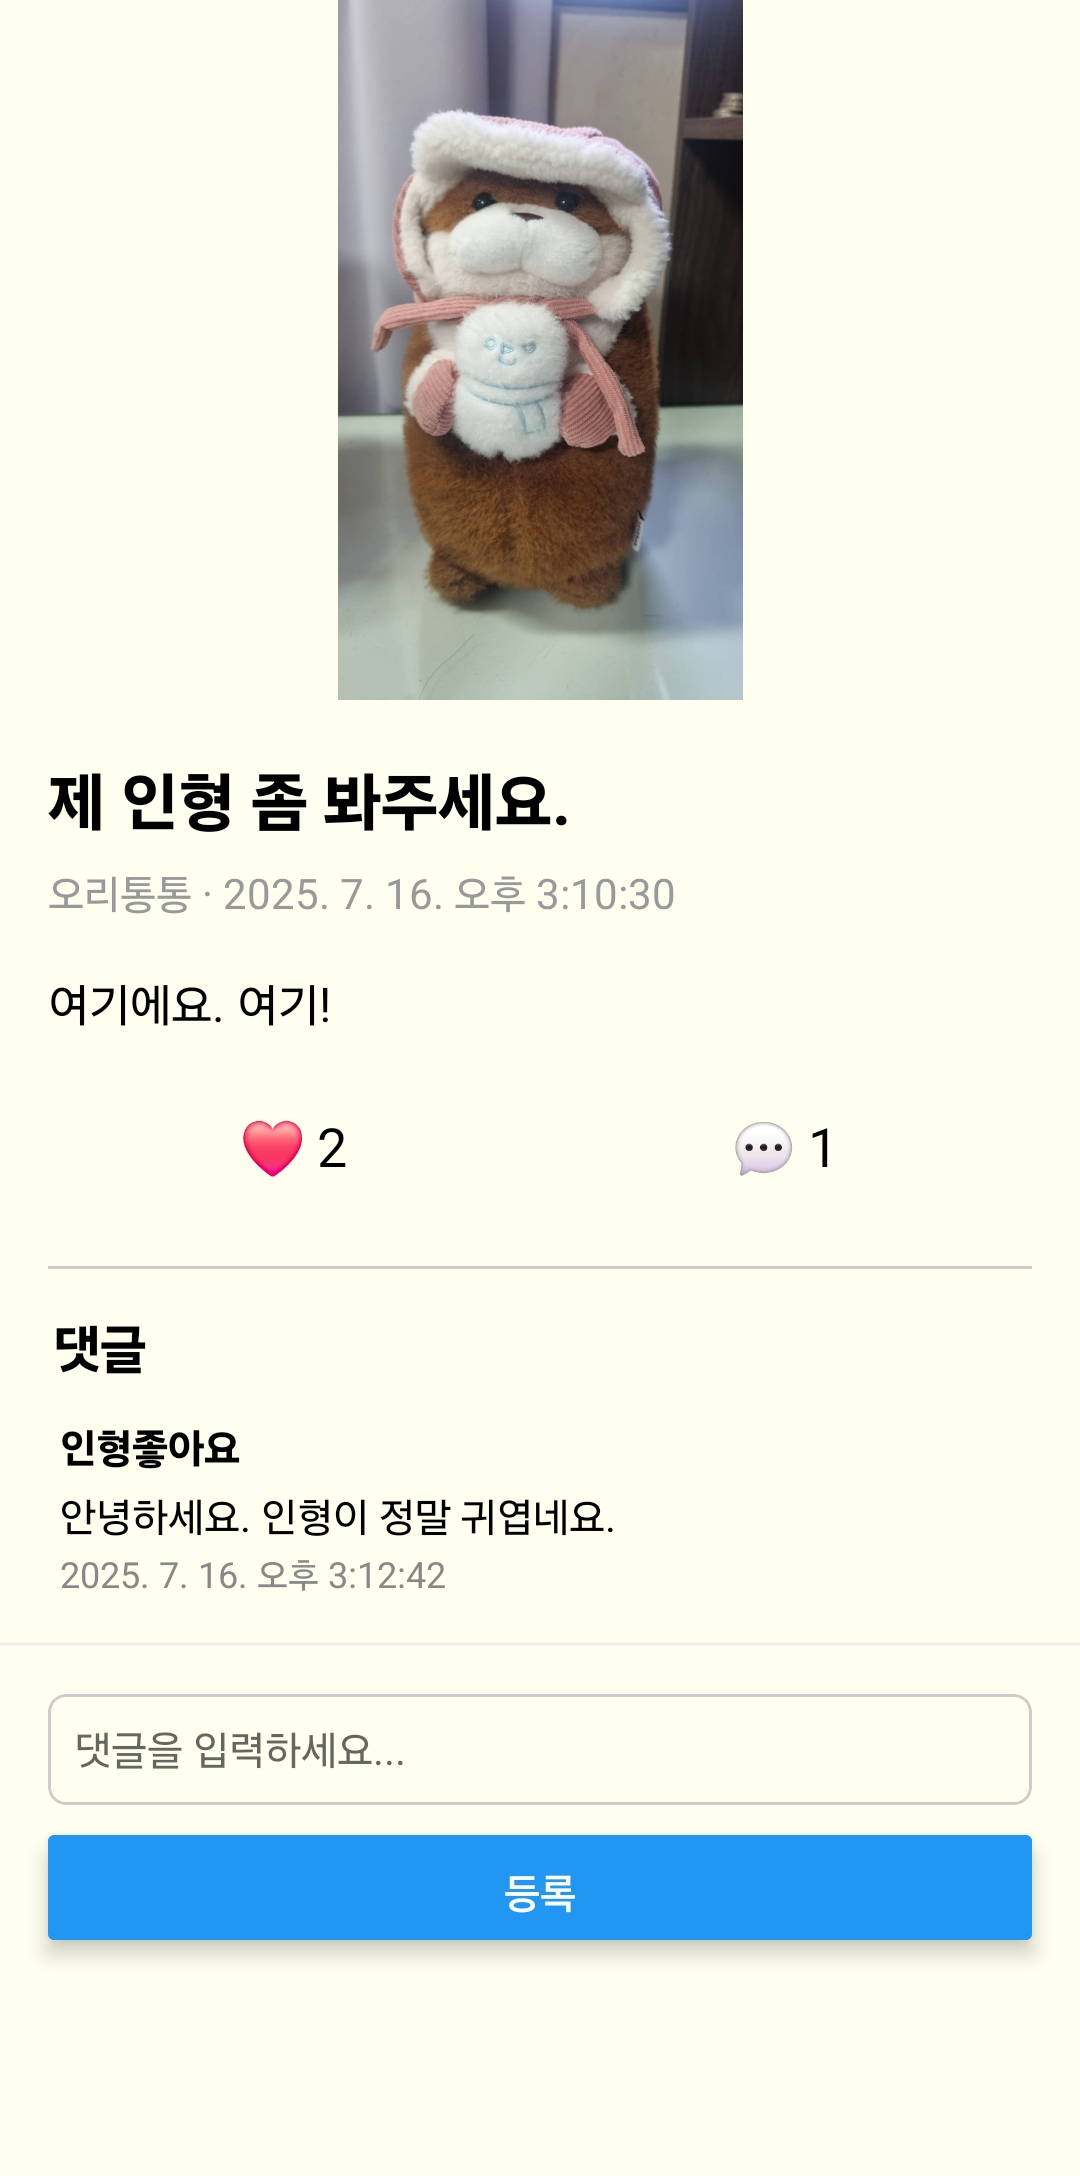 제 인형 좀 봐주세요.
오리통통 · 2025. 7. 16. 오후 3:10:30
여기에요. 여기!
❤️ 2 💬 1
댓글
인형좋아요
안녕하세요. 인형이 정말 귀엽네요.
2025. 7. 16. 오후 3:12:42
댓글을 입력하세요...
등록